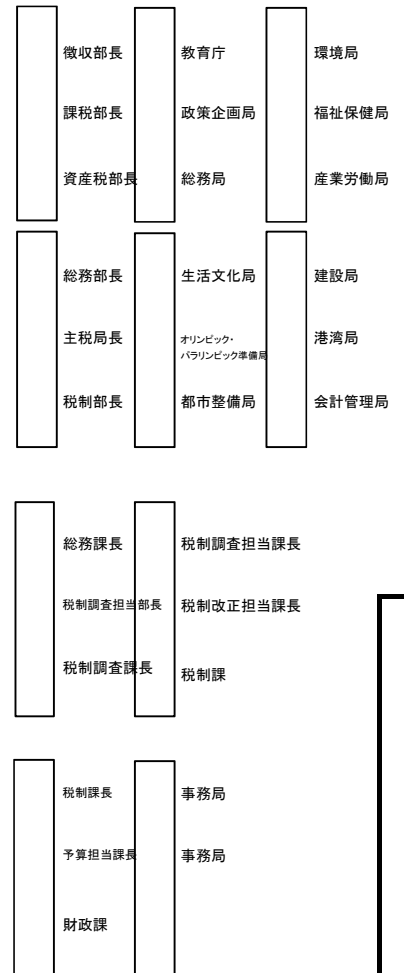 徴収部長
課税部長
資産税部長
教育庁
政策企画局
総務局
環境局
福祉保健局
産業労働局
総務部長
主税局長
税制部長
生活文化局
オリンピック・
パラリンピック準備局
都市整備局
建設局
港湾局
会計管理局
総務課長
税制調査担当部長
税制調査課長
税制調査担当課長
税制改正担当課長
税制課
税制課長
予算担当課長
財政課
事務局
事務局